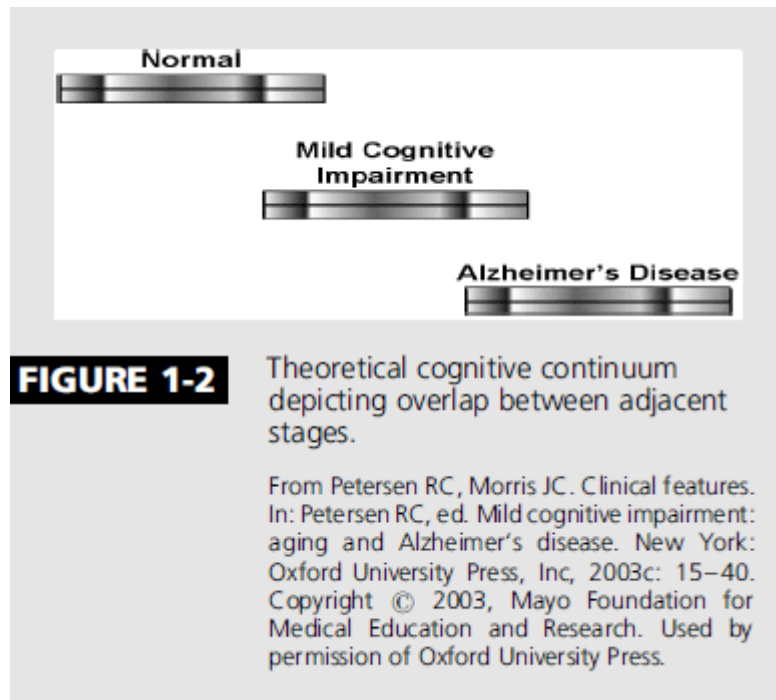 Normal
Mild Cognitive
Impairment
Alzheimer's Disease
FIGURE 1-2
Theoretical cognitive continuum
depicting overlap between adjacent
stages.
From Petersen RC, Morris JC. Clinical features.
In: Petersen RC, ed. Mild cognitive impairment:
aging and Alzheimer's disease. New York:
Oxford University Press, Inc, 2003c: 15–40.
Copyright © 2003, Mayo Foundation for
Medical Education and Research. Used by
permission of Oxford University Press.